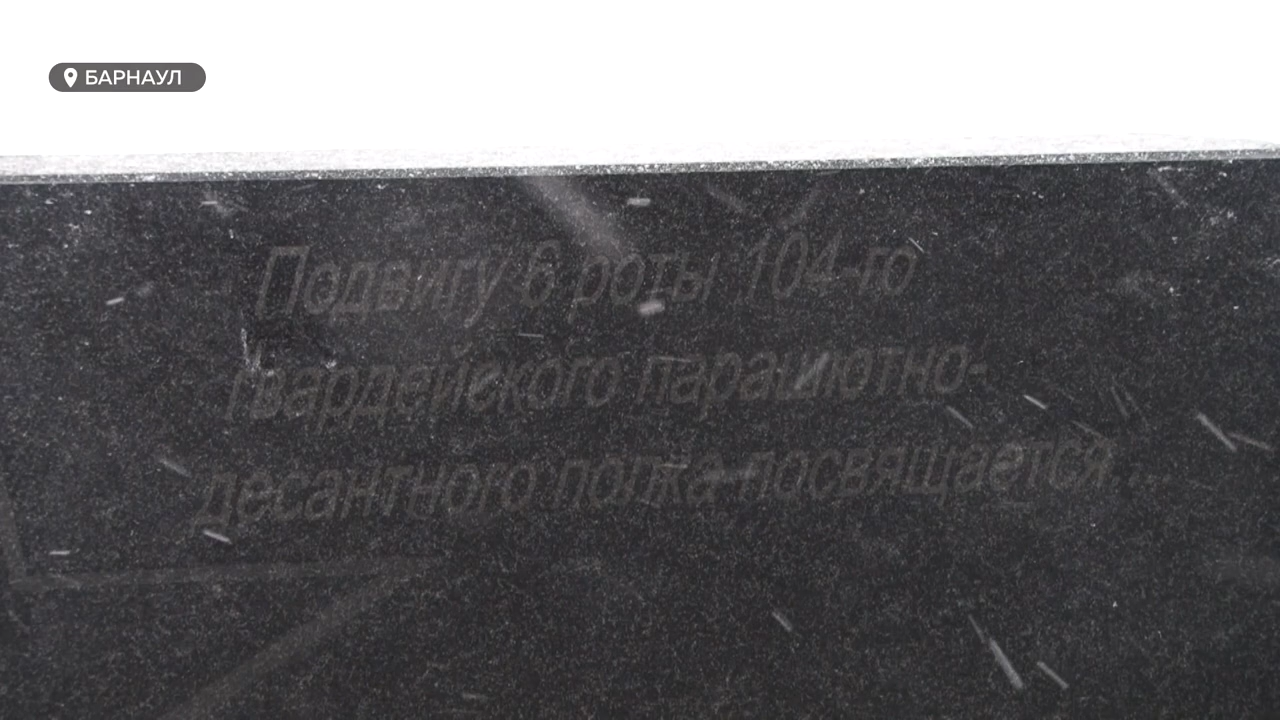 БАРНАУЛ
Подвигу 6 роты 104-го
гвардейского парашютно-
десантного полка посвящается....